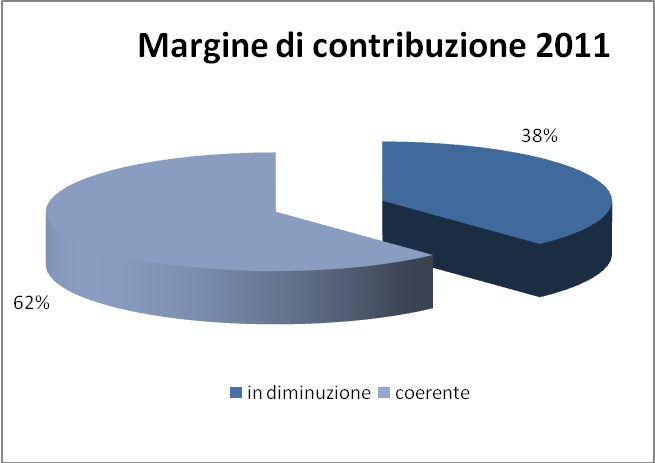 Margine di contribuzione 2011
38%
62%
in diminuzione coerente